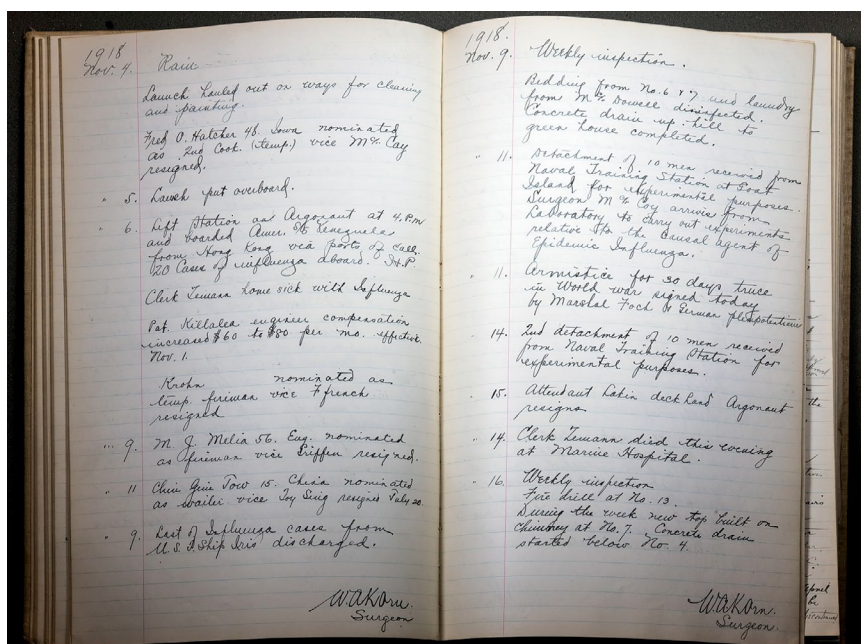 1918
Nov. 4. Rain
Launch hauled out on ways for cleaning
and painting.
Fred O. Hatcher 46. Iowa nominated
as 2nd Cook. (temp.) vice McCay
resigned.
" 5. Launch put overboard.
" 6. Left Station on Argonaut at 4. P.M
and boarded Amer. S/S Venezuela
from Hong Kong via ports of call.
20 Cases of influenza aboard.
Clerk Zemann home sick with Influenza
Pat. Killalea engineer compensation
increased $60 to $80 per mo. effective
Nov. 1.
Krohn nominated as
temp. fireman vice Ffrench
resigned
" 9. M. J. Melia 56. Eng. nominated
as fireman vice Griffen resigned.
" 11 Chin Gim Tow 15. China nominated
as waiter vice Joy Sing resigned July 20.
" 9. Last of Influenza cases from
U.S.S. Ship Iris discharged.
W.A Korn.
Surgeon.
1918.
Nov. 9. Weekly inspection.
Bedding from No. 6 & 7 and laundry
from McDowell disinfected.
Concrete drain up hill to
green house completed.
" 11. Detachment of 10 men received from
Naval Training Station at Goat
Island for experimental purposes.
Surgeon McCoy arrives from
Laboratory to carry out experiments
relative to the causal agent of
Epidemic Influenza.
" 11. Armistice for 30 days truce
in World war signed today
by Marshal Foch & German
14. 2nd detachment of 10 men received
from Naval Training Station for
experimental purposes.
" 15. Attendant Lakin deck hand Argonaut
resigns.
" 14. Clerk Zemann died this evening
at Marine Hospital.
" 16. Weekly inspection
Fire drill at No. 13.
During the week new top built on
chimney at No. 7. Concrete drain
started below No. 4.
W.A Korn.
Surgeon.